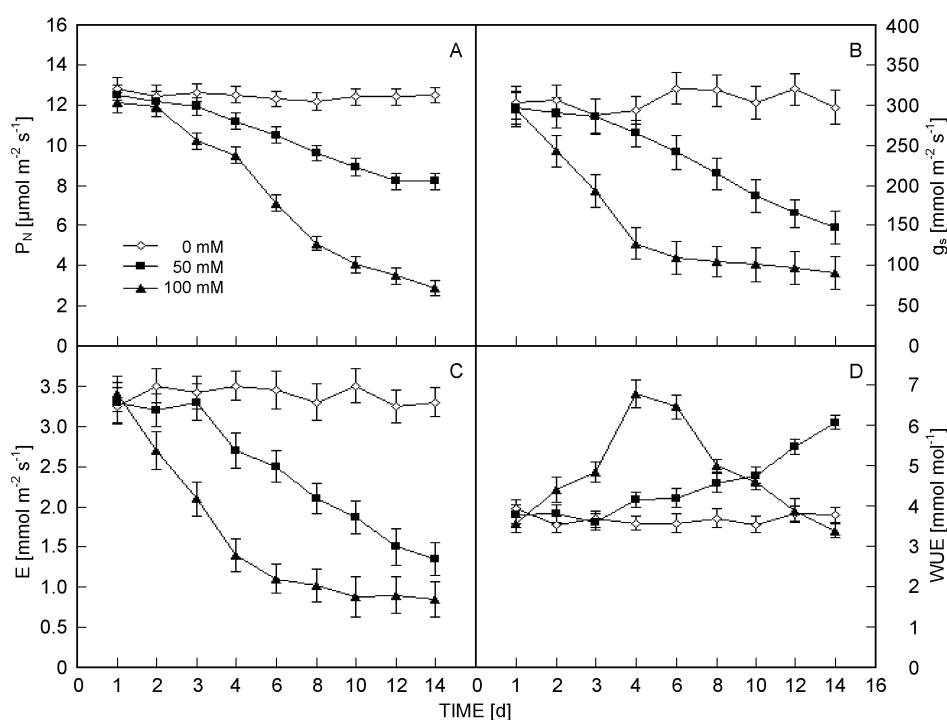 16
14
12
10
8
6
4
2
0
P_N [µmol m⁻² s⁻¹]
A
0 mM
50 mM
100 mM
B
400
350
300
250
200
150
100
50
0
g_s [mmol m⁻² s⁻¹]
3.5
3.0
2.5
2.0
1.5
1.0
0.5
0
E [mmol m⁻² s⁻¹]
C
D
7
6
5
4
3
2
1
0
WUE [mmol mol⁻¹]
0 1 2 3 4 6 8 10 12 14
0 1 2 3 4 6 8 10 12 14 16
TIME [d]